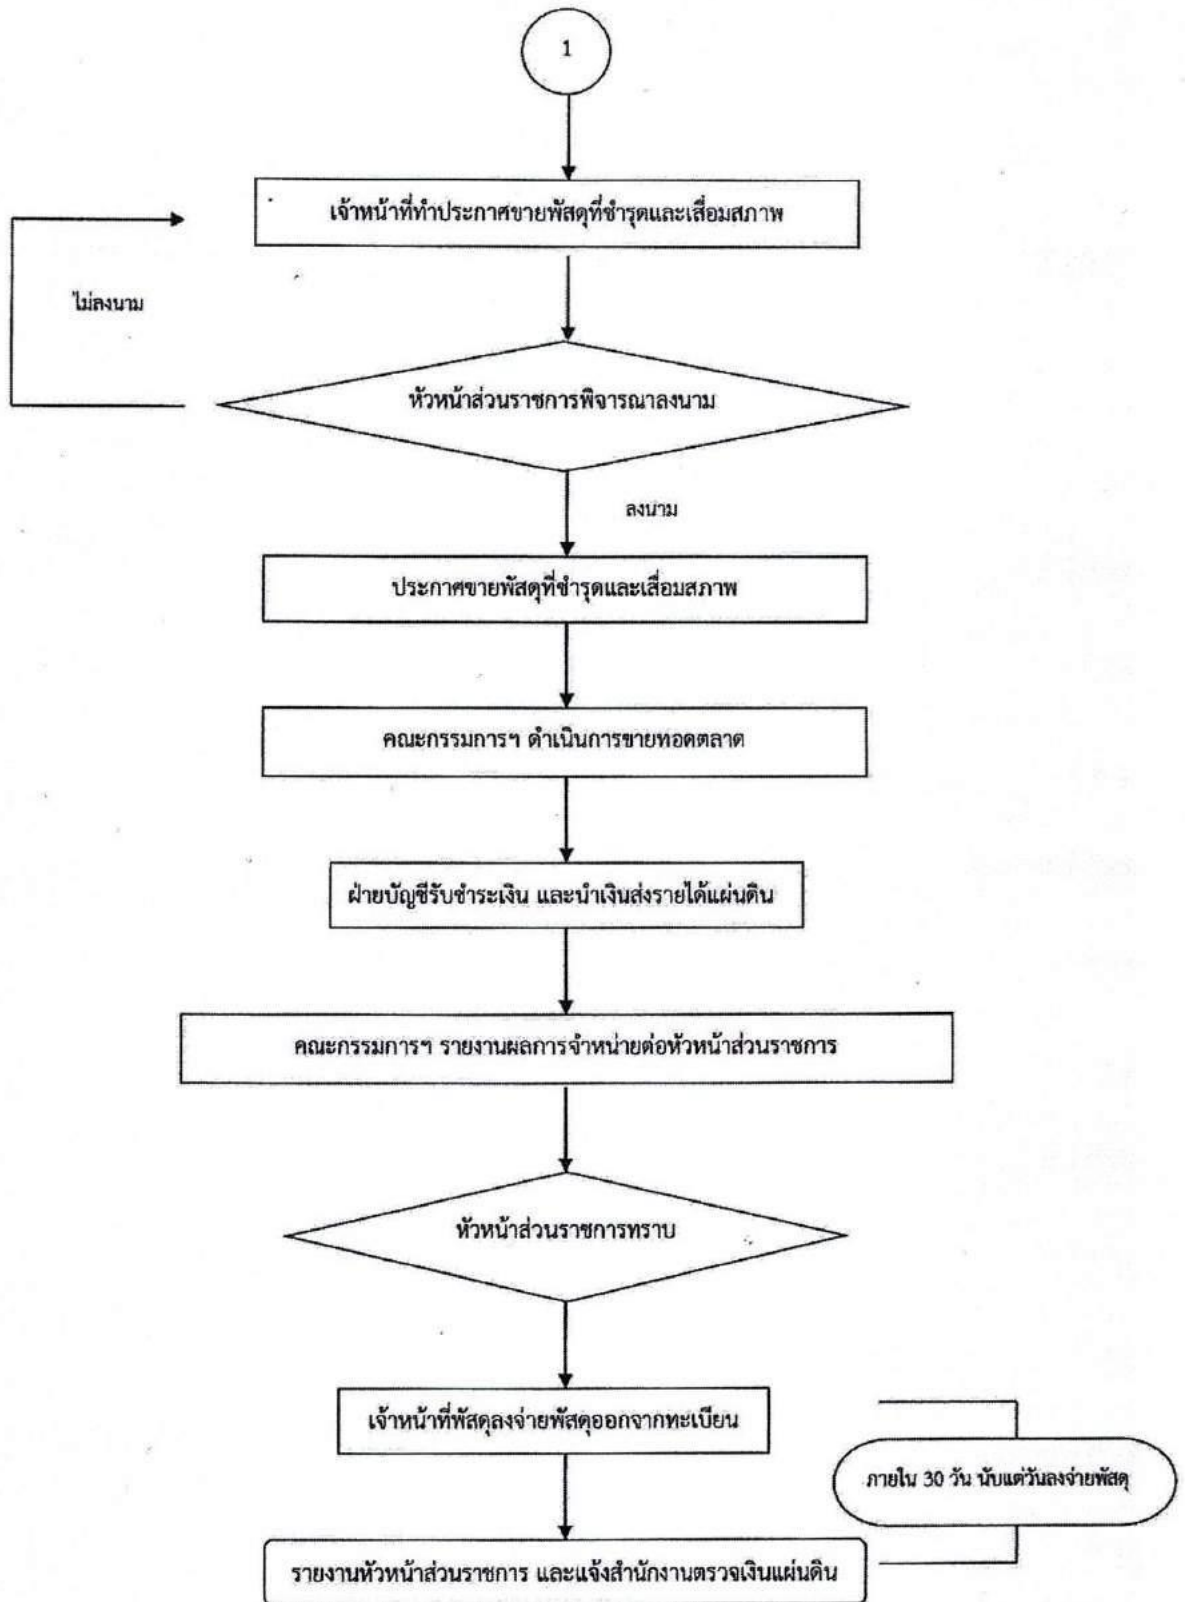 1
เจ้าหน้าที่ทำประกาศขายพัสดุที่ชำรุดและเสื่อมสภาพ
ไม่ลงนาม
หัวหน้าส่วนราชการพิจารณาลงนาม
ลงนาม
ประกาศขายพัสดุที่ชำรุดและเสื่อมสภาพ
คณะกรรมการฯ ดำเนินการขายทอดตลาด
ฝ่ายบัญชีรับชำระเงิน และนำเงินส่งรายได้แผ่นดิน
คณะกรรมการฯ รายงานผลการจำหน่ายต่อหัวหน้าส่วนราชการ
หัวหน้าส่วนราชการทราบ
เจ้าหน้าที่พัสดุลงจ่ายพัสดุออกจากทะเบียน
ภายใน 30 วัน นับแต่วันลงจ่ายพัสดุ
รายงานหัวหน้าส่วนราชการ และแจ้งสำนักงานตรวจเงินแผ่นดิน